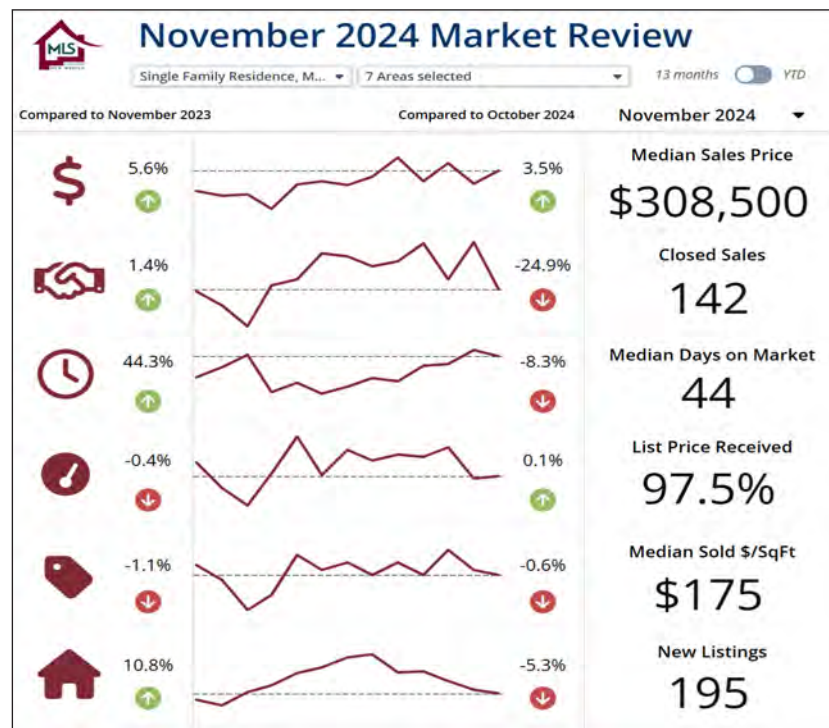 November 2024 Market Review
MLS
Single Family Residence, M... 7 Areas selected 13 months YTD
Compared to November 2023 Compared to October 2024 November 2024
5.6% 3.5% Median Sales Price
$308,500
1.4% -24.9% Closed Sales
142
44.3% -8.3% Median Days on Market
44
-0.4% 0.1% List Price Received
97.5%
-1.1% -0.6% Median Sold $/SqFt
$175
10.8% -5.3% New Listings
195